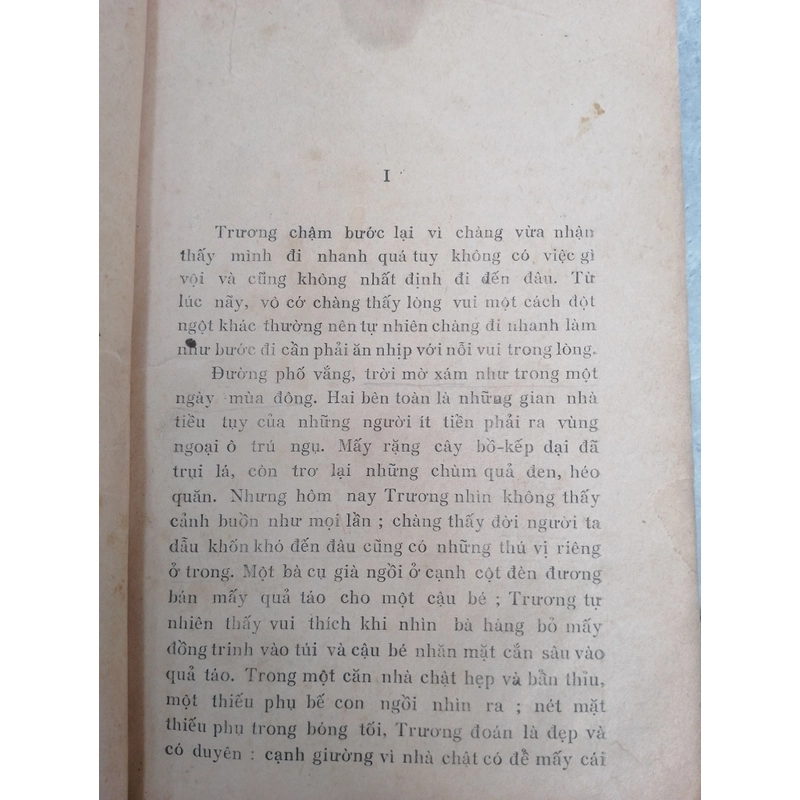 I
Trương chậm bước lại vì chàng vừa nhận
thấy mình đi nhanh quá tuy không có việc gì
vội và cũng không nhất định đi đến đâu. Từ
lúc nãy, vô cớ chàng thấy lòng vui một cách dột
ngột khác thường nên tự nhiên chàng đi nhanh làm
như bước đi cần phải ăn nhịp với nỗi vui trong lòng.
Đường phố vắng, trời mờ xám như trong một
ngày mùa đông. Hai bên toàn là những gian nhà
tiều tụy của những người ít tiền phải ra vùng
ngoại ô trú ngụ. Mấy rặng cây bồ-kếp dại đã
trụi lá, còn trơ lại những chùm quả đen, héo
quăn. Nhưng hôm nay Trương nhìn không thấy
cảnh buồn như mọi lần ; chàng thấy đời người ta
dẫu khốn khó đến đâu cũng có những thú vị riêng
ở trong. Một bà cụ già ngồi ở cạnh cột đèn đương
bán mấy quả táo cho một cậu bé ; Trương tự
nhiên thấy vui thích khi nhìn bà hàng bỏ mấy
đồng trinh vào túi và cậu bé nhăn mặt cắn sâu vào
quả táo. Trong một căn nhà chật hẹp và bẩn thỉu,
một thiếu phụ bế con ngồi nhìn ra ; nét mặt
thiếu phụ trong bóng tối, Trương đoán là đẹp và
có duyên : cạnh giường vì nhà chật có để mấy cái